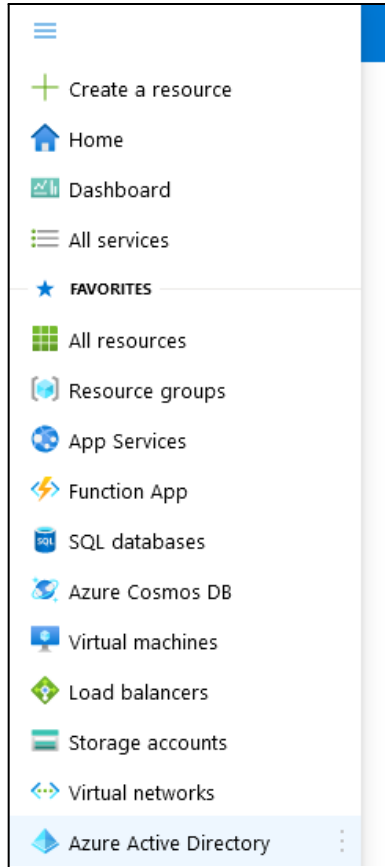 Create a resource
Home
Dashboard
All services
FAVORITES
All resources
Resource groups
App Services
Function App
SQL
SQL databases
Azure Cosmos DB
Virtual machines
Load balancers
Storage accounts
Virtual networks
Azure Active Directory